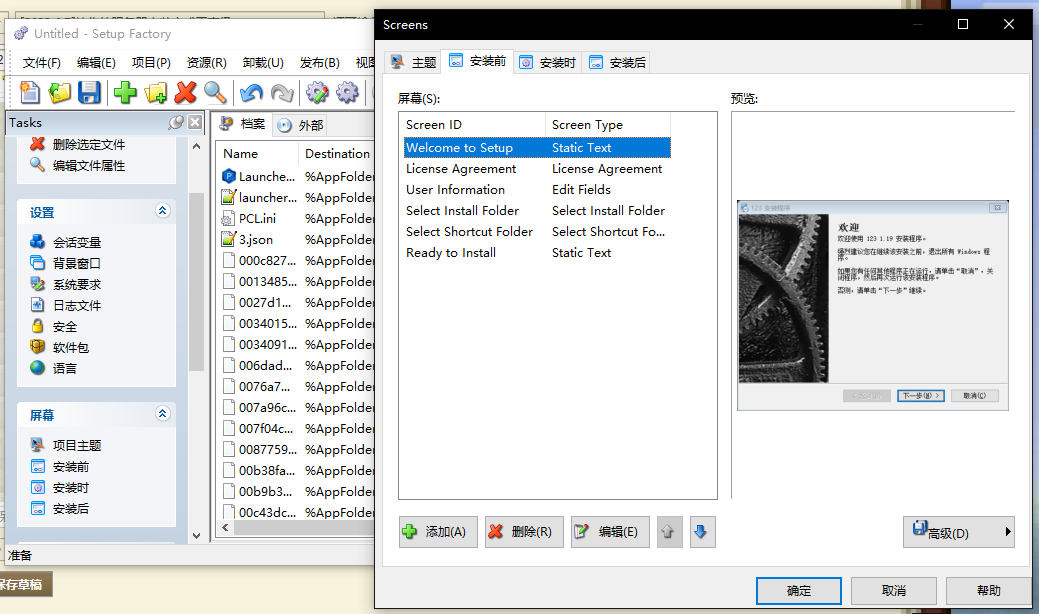 Untitled - Setup Factory
文件(F) 编辑(E) 项目(P) 资源(R) 卸载(U) 发布(B) 视图
Tasks
删除选定文件
编辑文件属性
设置
会话变量
背景窗口
系统要求
日志文件
安全
软件包
语言
屏幕
项目主题
安装前
安装时
安装后
准备
保存草稿
档案 外部
Name Destination
Launche... %AppFolder
launcher... %AppFolder
PCL.ini %AppFolder
3.json %AppFolder
000c827... %AppFolder
0013485... %AppFolder
0027d1... %AppFolder
0034015... %AppFolder
0034091... %AppFolder
006dad... %AppFolder
0076a7... %AppFolder
007a96c... %AppFolder
007f04c... %AppFolder
0087759... %AppFolder
00b38fa... %AppFolder
00b9b3... %AppFolder
00c43dc... %AppFolder
Screens
主题 安装前 安装时 安装后
屏幕(S):
Screen ID Screen Type
Welcome to Setup Static Text
License Agreement License Agreement
User Information Edit Fields
Select Install Folder Select Install Folder
Select Shortcut Folder Select Shortcut Fo...
Ready to Install Static Text
预览:
123 安装程序
欢迎
欢迎使用 123 1.19 安装程序。
强烈建议您在继续该安装之前，退出所有 Windows 程
序。
如果您有任何其他程序正在运行，请单击“取消”，关
闭程序，然后再次运行该安装程序。
否则，请单击“下一步”继续。
下一步(N) > 取消(C)
添加(A) 删除(R) 编辑(E) 高级(D)
确定 取消 帮助